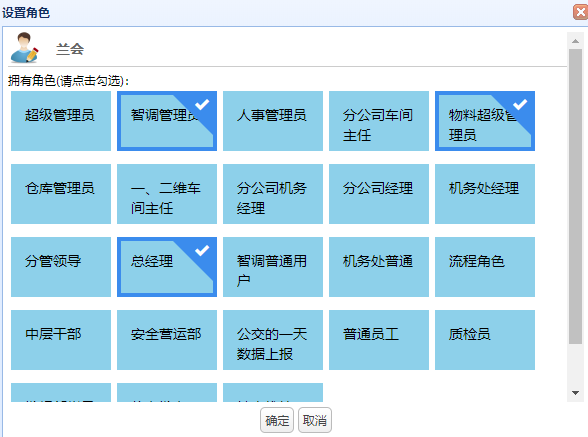 设置角色
兰会
拥有角色(请点击勾选):
超级管理员
智调管理员
人事管理员
分公司车间
主任
物料超级管
理员
仓库管理员
一、二维车
间主任
分公司机务
经理
分公司经理
机务处经理
分管领导
总经理
智调普通用
户
机务处普通
流程角色
中层干部
安全营运部
公交的一天
数据上报
普通员工
质检员
确定
取消